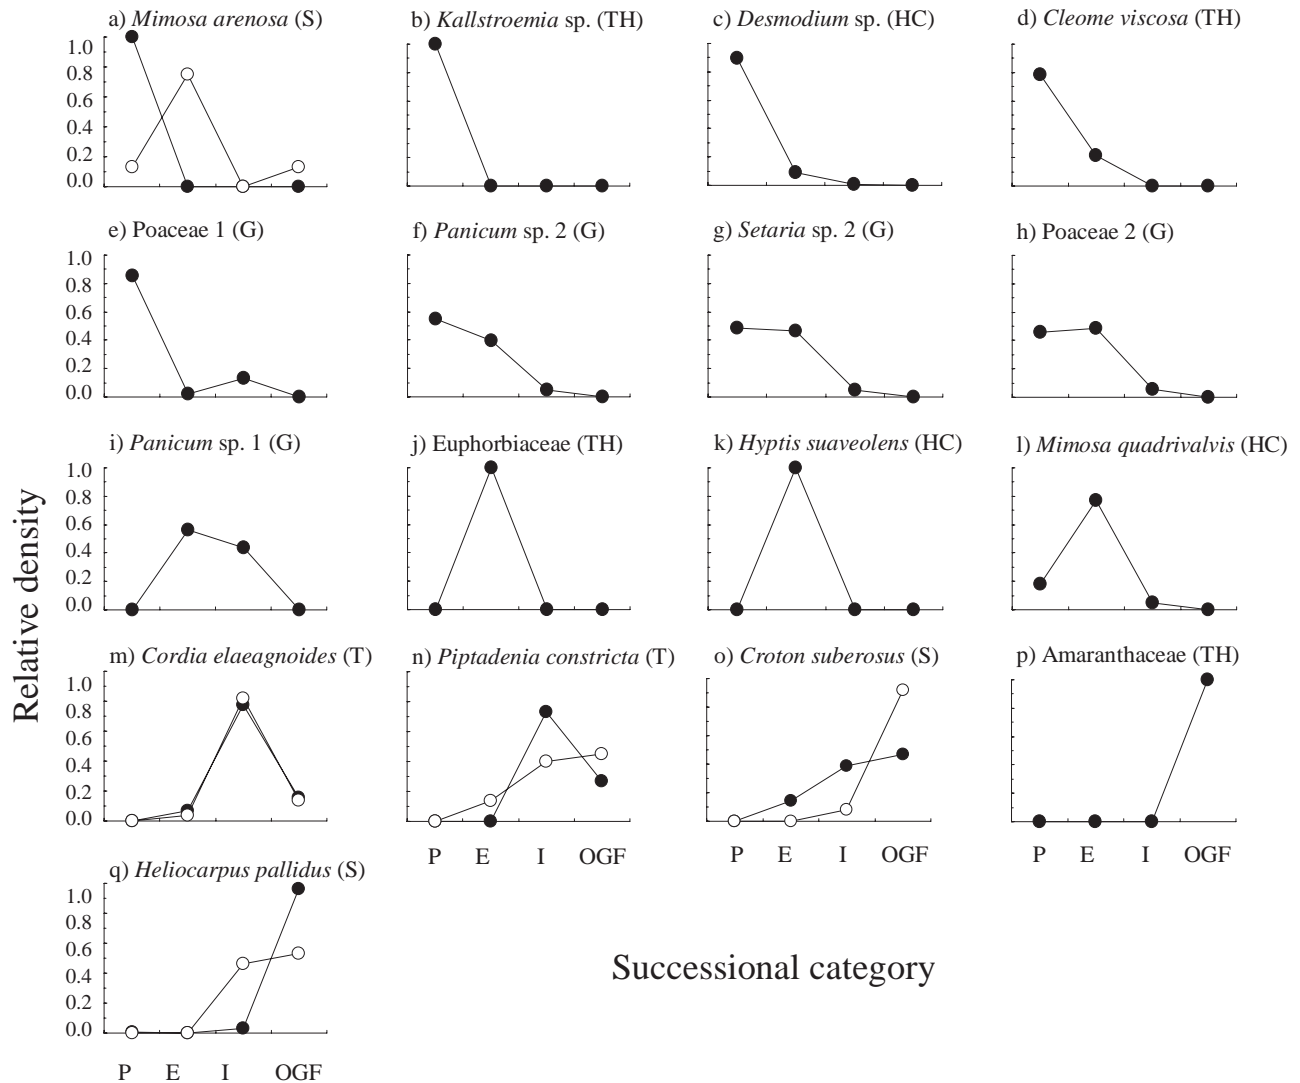 a) Mimosa arenosa (S)
b) Kallstroemia sp. (TH)
c) Desmodium sp. (HC)
d) Cleome viscosa (TH)
1.0
0.8
0.6
0.4
0.2
0.0
e) Poaceae 1 (G)
f) Panicum sp. 2 (G)
g) Setaria sp. 2 (G)
h) Poaceae 2 (G)
1.0
0.8
0.6
0.4
0.2
0.0
i) Panicum sp. 1 (G)
j) Euphorbiaceae (TH)
k) Hyptis suaveolens (HC)
l) Mimosa quadrivalvis (HC)
1.0
0.8
0.6
0.4
0.2
0.0
Relative density
m) Cordia elaeagnoides (T)
n) Piptadenia constricta (T)
o) Croton suberosus (S)
p) Amaranthaceae (TH)
1.0
0.8
0.6
0.4
0.2
0.0
P E I OGF
P E I OGF
P E I OGF
q) Heliocarpus pallidus (S)
1.0
0.8
0.6
0.4
0.2
0.0
P E I OGF
Successional category